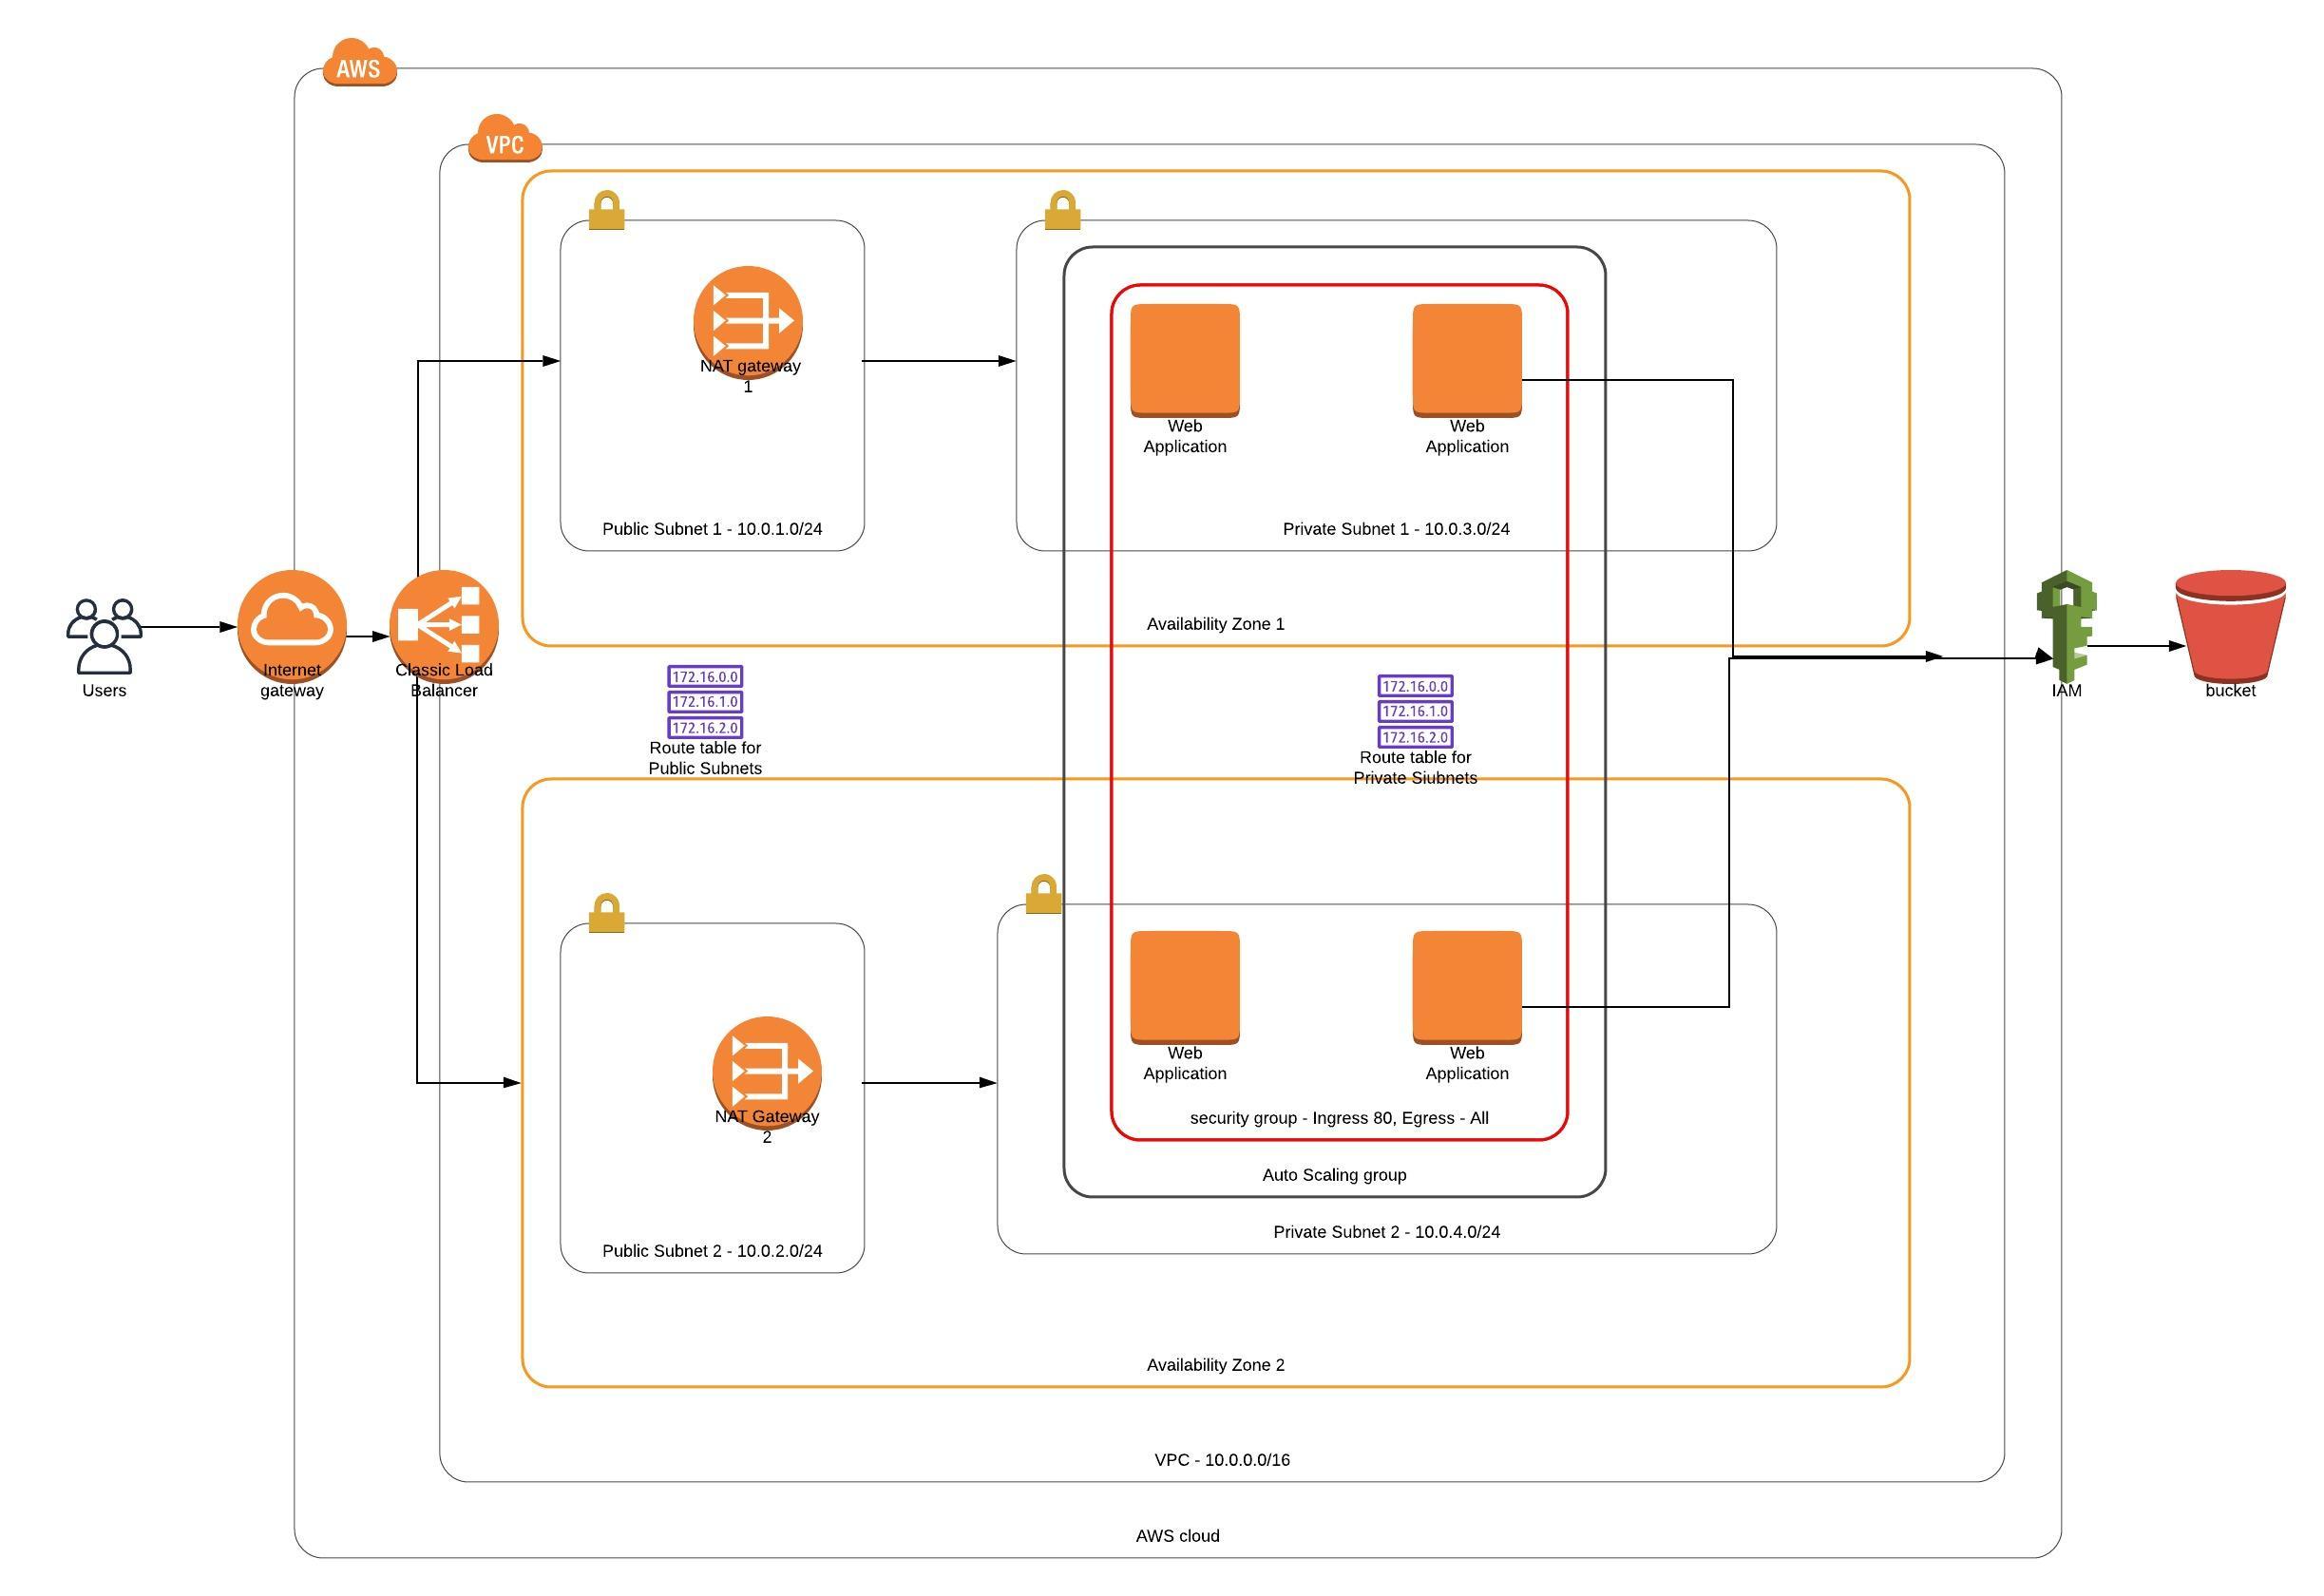 AWS
VPC
NAT gateway
1
Web
Application
Web
Application
Public Subnet 1 - 10.0.1.0/24
Private Subnet 1 - 10.0.3.0/24
Availability Zone 1
Users
Internet
gateway
Classic Load
Balancer
172.16.0.0
172.16.1.0
172.16.2.0
Route table for
Public Subnets
172.16.0.0
172.16.1.0
172.16.2.0
Route table for
Private Siubnets
IAM
bucket
NAT Gateway
2
Web
Application
Web
Application
security group - Ingress 80, Egress - All
Auto Scaling group
Private Subnet 2 - 10.0.4.0/24
Public Subnet 2 - 10.0.2.0/24
Availability Zone 2
VPC - 10.0.0.0/16
AWS cloud